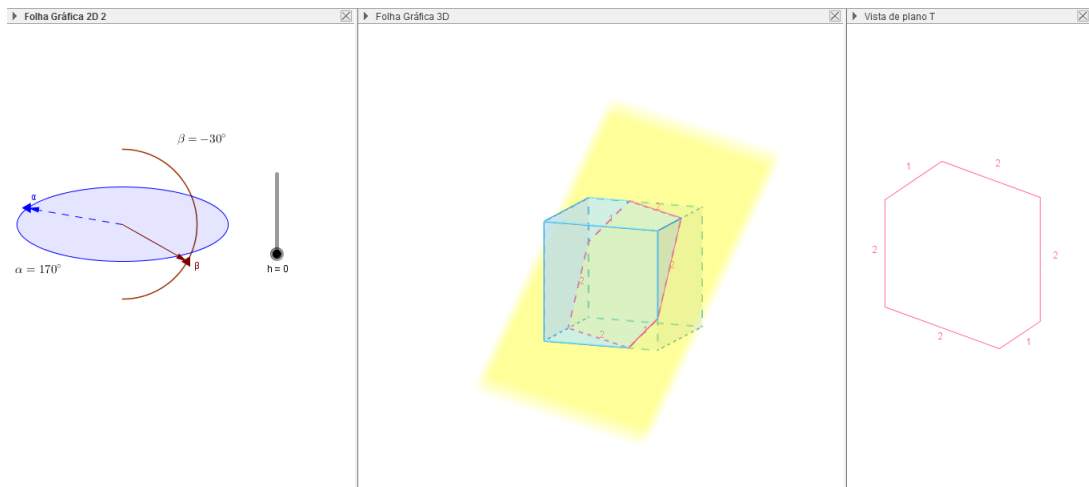 Folha Gráfica 2D 2
β = −30°
α
β
α = 170°
h = 0
Folha Gráfica 3D
2
1
2
2
2
Vista de plano T
1
2
2
2
2
1